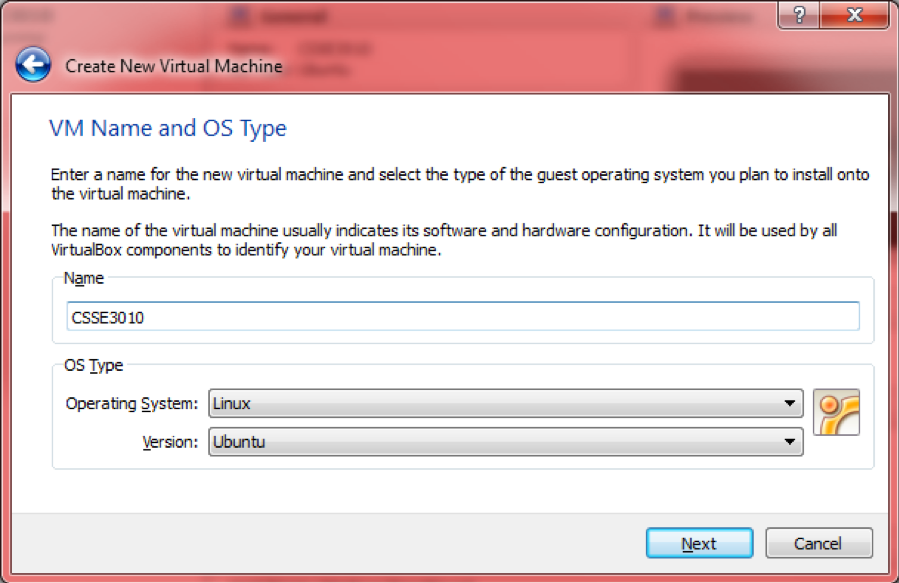 Create New Virtual Machine
VM Name and OS Type
Enter a name for the new virtual machine and select the type of the guest operating system you plan to install onto
the virtual machine.
The name of the virtual machine usually indicates its software and hardware configuration. It will be used by all
VirtualBox components to identify your virtual machine.
Name
CSSE3010
OS Type
Operating System: Linux
Version: Ubuntu
Next Cancel